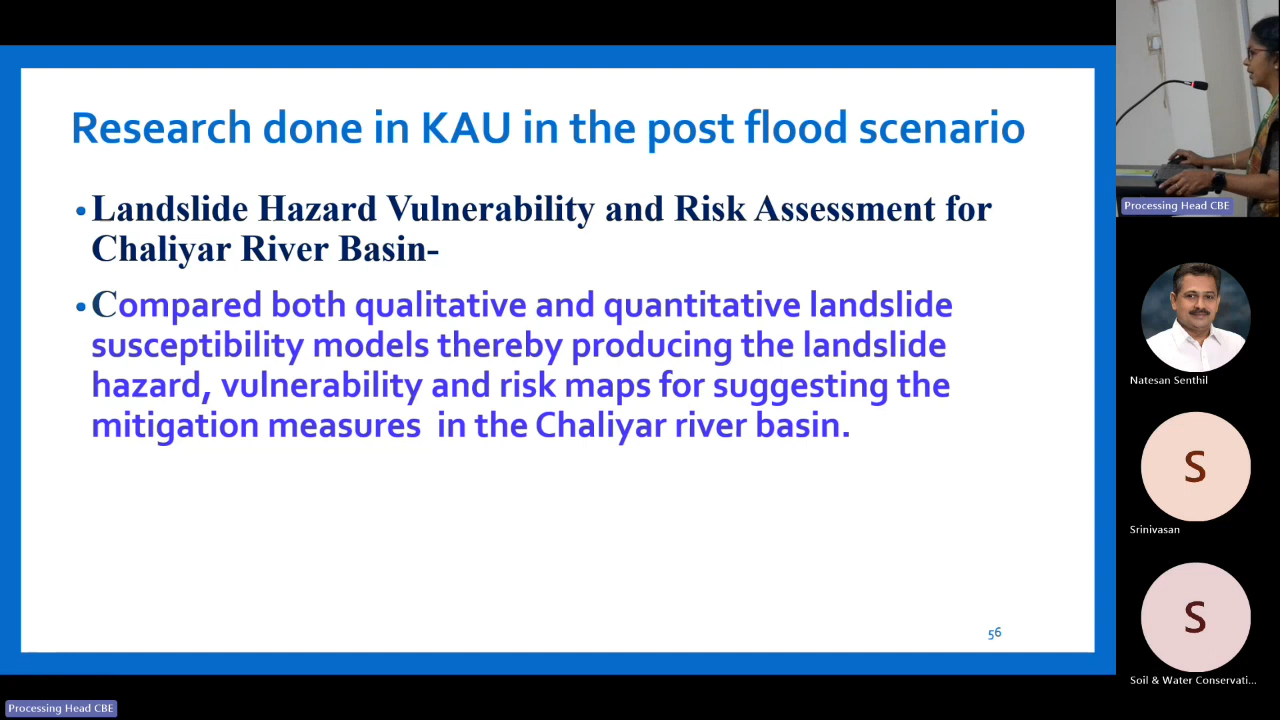 Research done in KAU in the post flood scenario
•Landslide Hazard Vulnerability and Risk Assessment for
Chaliyar River Basin-
•Compared both qualitative and quantitative landslide
susceptibility models thereby producing the landslide
hazard, vulnerability and risk maps for suggesting the
mitigation measures in the Chaliyar river basin.
56
Processing Head CBE
Natesan Senthil
S
Srinivasan
S
Soil & Water Conservati...
Processing Head CBE